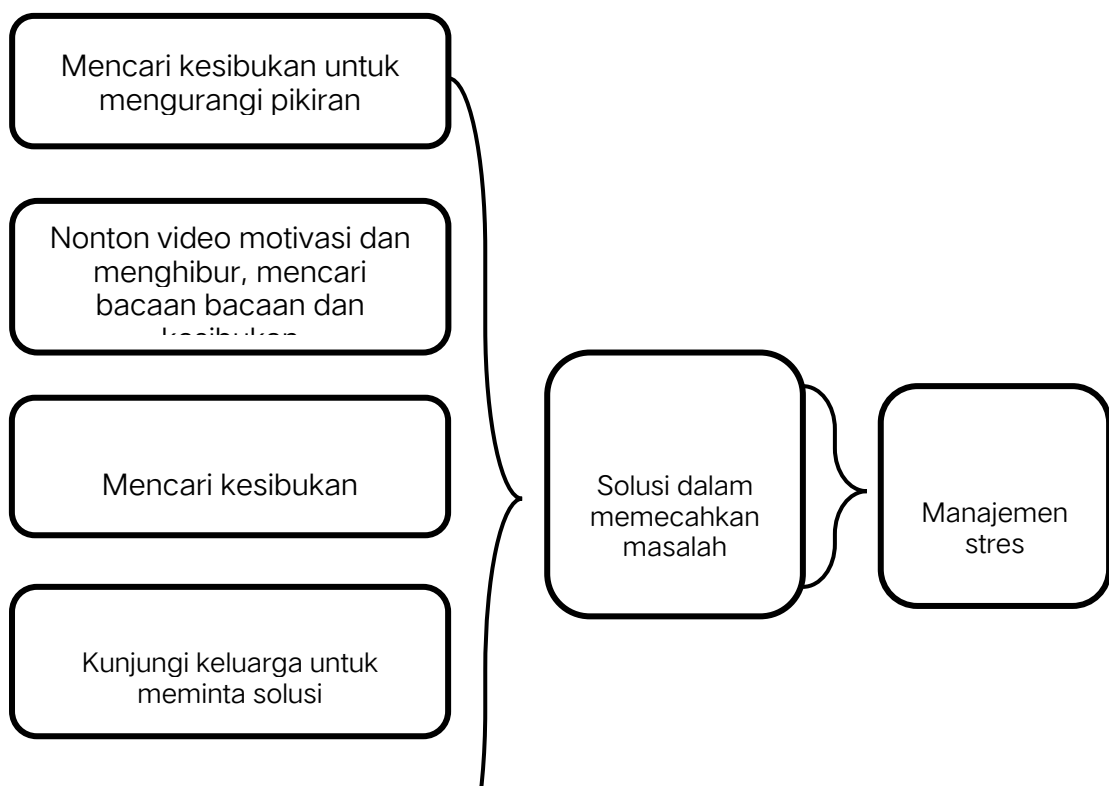 Mencari kesibukan untuk
mengurangi pikiran
Nonton video motivasi dan
menghibur, mencari
bacaan bacaan dan
Mencari kesibukan
Kunjungi keluarga untuk
meminta solusi
Solusi dalam
memecahkan
masalah
Manajemen
stres